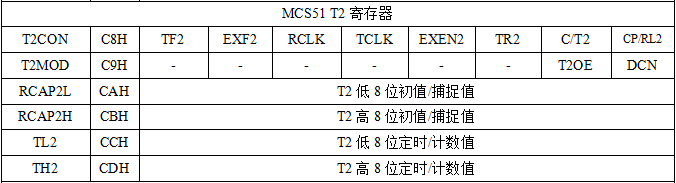 MCS51 T2 寄存器
T2CON C8H TF2 EXF2 RCLK TCLK EXEN2 TR2 C/T2 CP/RL2
T2MOD C9H - - - - - - T2OE DCN
RCAP2L CAH T2 低 8 位初值/捕捉值
RCAP2H CBH T2 高 8 位初值/捕捉值
TL2 CCH T2 低 8 位定时/计数值
TH2 CDH T2 高 8 位定时/计数值